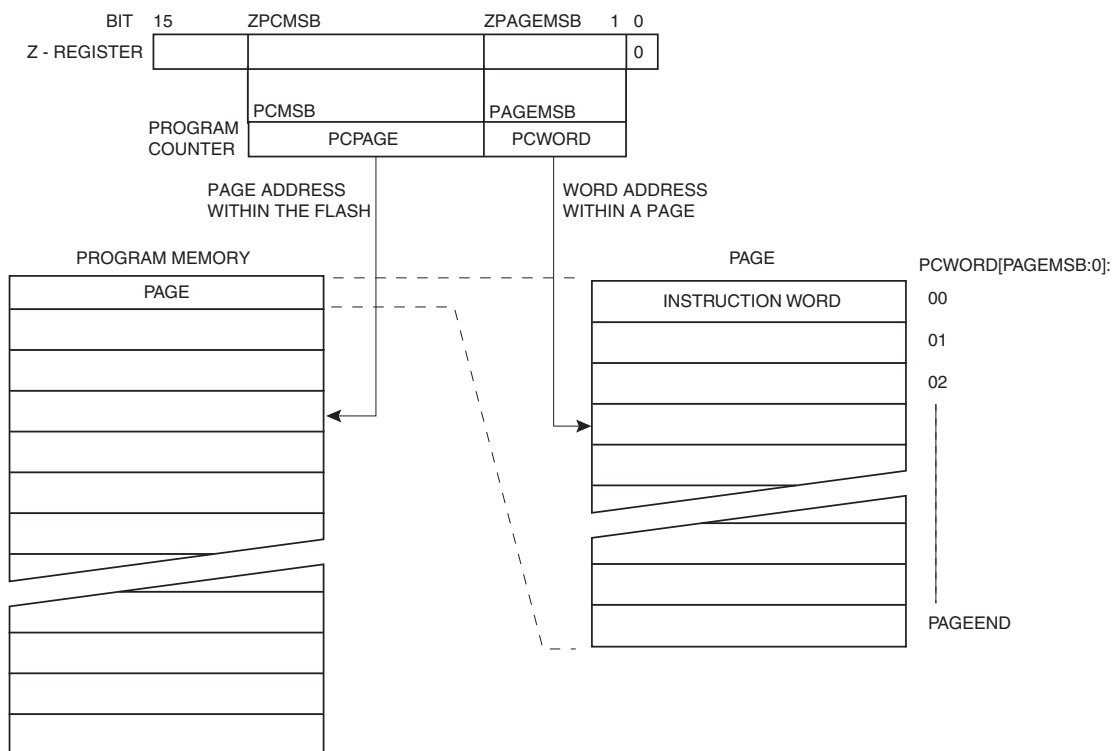 BIT 15 ZPCMSB ZPAGEMSB 1 0
Z - REGISTER 0
PCMSB PAGEMSB
PROGRAM
COUNTER
PCPAGE PCWORD
PAGE ADDRESS
WITHIN THE FLASH
WORD ADDRESS
WITHIN A PAGE
PROGRAM MEMORY
PAGE
PAGE
PCWORD[PAGEMSB:0]:
INSTRUCTION WORD 00
01
02
PAGEEND